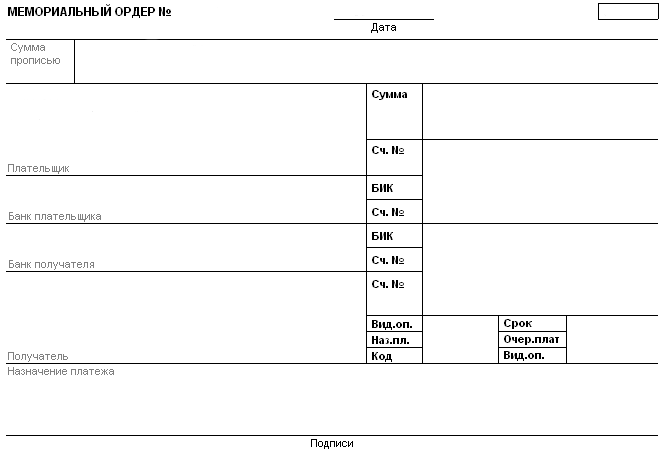 МЕМОРИАЛЬНЫЙ ОРДЕР №
Дата
Сумма
прописью
Сумма
Сч. №
Плательщик
БИК
Сч. №
Банк плательщика
БИК
Сч. №
Банк получателя
Сч. №
Вид.оп. Срок
Наз.пл. Очер.плат
Код Вид.оп.
Получатель
Назначение платежа
Подписи